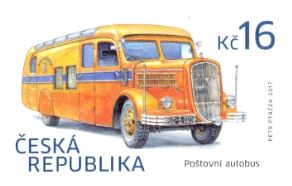 Kč16
ČESKÁ
REPUBLIKA
Poštovní autobus
PETR PTÁČEK 2017